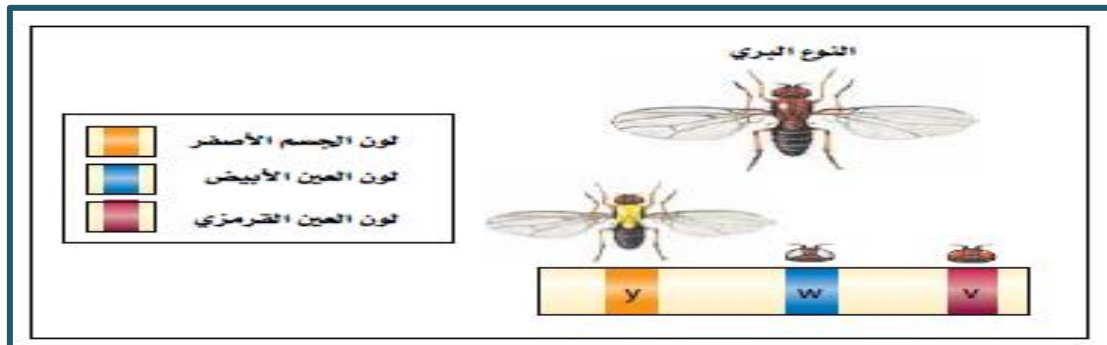 النوع البري
لون الجسم الأصفر
لون العين الأبيض
لون العين القرمزي
y w v